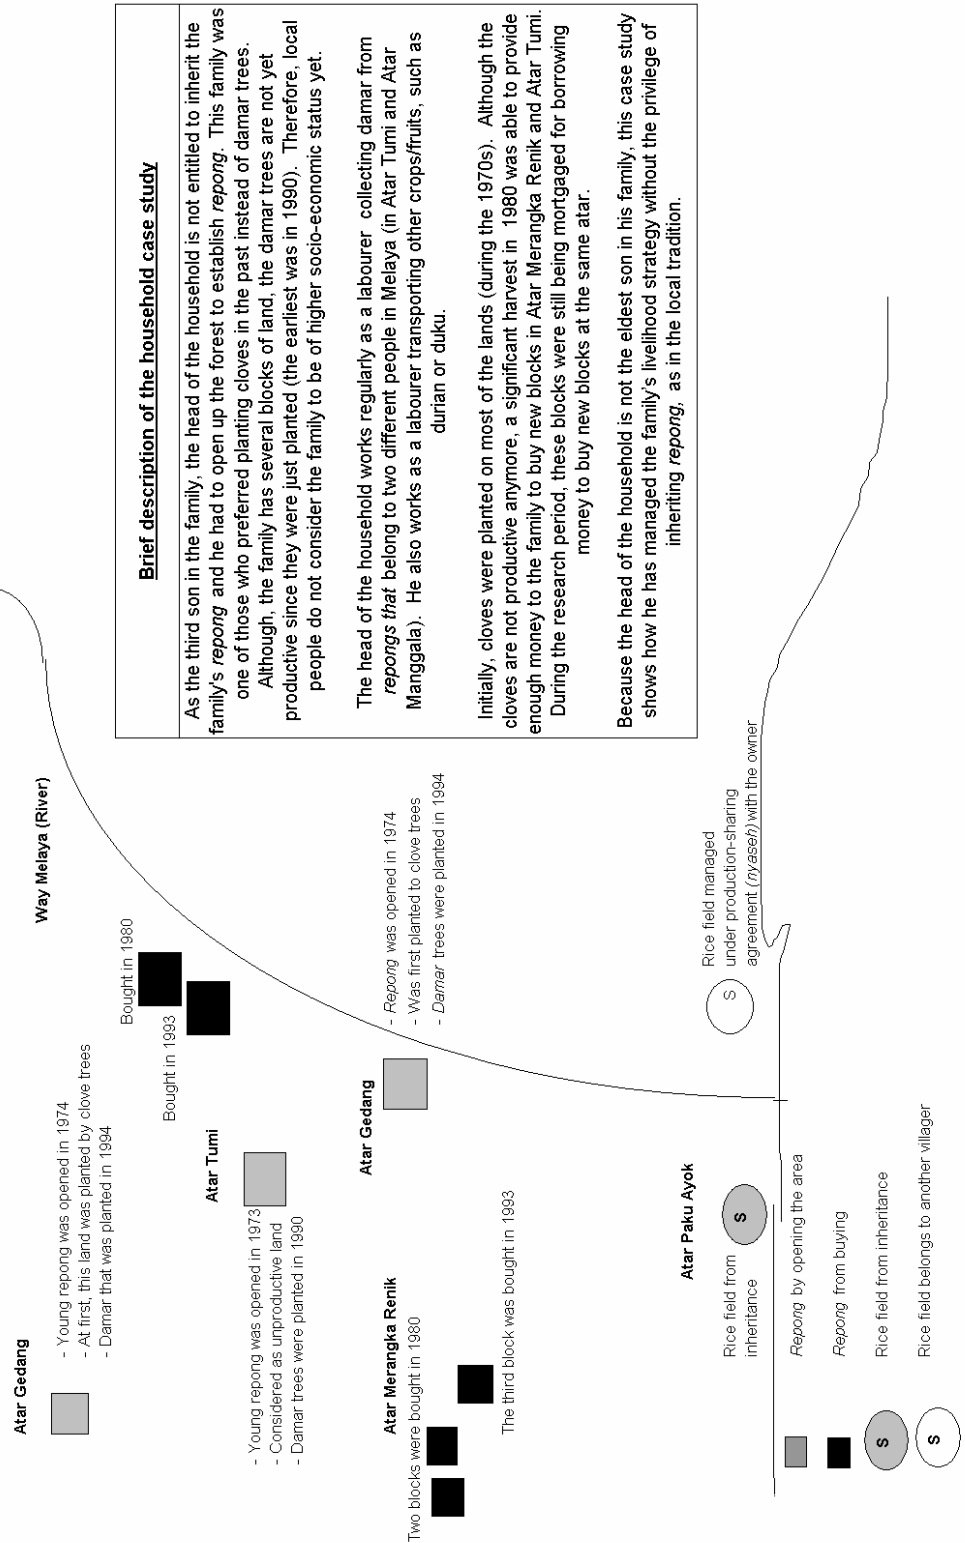 Atar Gedang
- Young repong was opened in 1974
- At first, this land was planted by clove trees
- Damar that was planted in 1994
Way Melaya (River)
Bought in 1980
Bought in 1993
Atar Tumi
- Young repong was opened in 1973
- Considered as unproductive land
- Damar trees were planted in 1990
Atar Gedang
- Repong was opened in 1974
- Was first planted to clove trees
- Damar trees were planted in 1994
Atar Merangka Renik
Two blocks were bought in 1980
The third block was bought in 1993
Atar Paku Ayok
Rice field from
inheritance
S
S
Rice field managed
under production-sharing
agreement (nyaseh) with the owner
Repong by opening the area
Repong from buying
S
Rice field from inheritance
S
Rice field belongs to another villager
Brief description of the household case study
As the third son in the family, the head of the household is not entitled to inherit the
family's repong and he had to open up the forest to establish repong. This family was
one of those who preferred planting cloves in the past instead of damar trees.
Although, the family has several blocks of land, the damar trees are not yet
productive since they were just planted (the earliest was in 1990). Therefore, local
people do not consider the family to be of higher socio-economic status yet.
The head of the household works regularly as a labourer collecting damar from
repongs that belong to two different people in Melaya (in Atar Tumi and Atar
Manggala). He also works as a labourer transporting other crops/fruits, such as
durian or duku.
Initially, cloves were planted on most of the lands (during the 1970s). Although the
cloves are not productive anymore, a significant harvest in 1980 was able to provide
enough money to the family to buy new blocks in Atar Merangka Renik and Atar Tumi.
During the research period, these blocks were still being mortgaged for borrowing
money to buy new blocks at the same atar.
Because of the head of the household is not the eldest son in his family, this case study
shows how he has managed the family's livelihood strategy without the privilege of
inheriting repong, as in the local tradition.